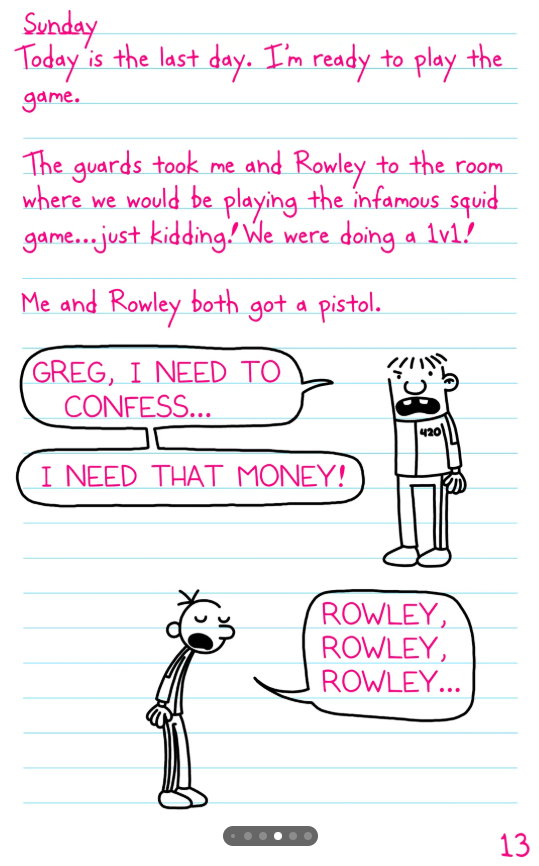 Sunday
Today is the last day. I'm ready to play the
game.
The guards took me and Rowley to the room
where we would be playing the infamous squid
game...just kidding! We were doing a 1v1!
Me and Rowley both got a pistol.
GREG, I NEED TO
CONFESS...
I NEED THAT MONEY!
420
ROWLEY,
ROWLEY,
ROWLEY...
13